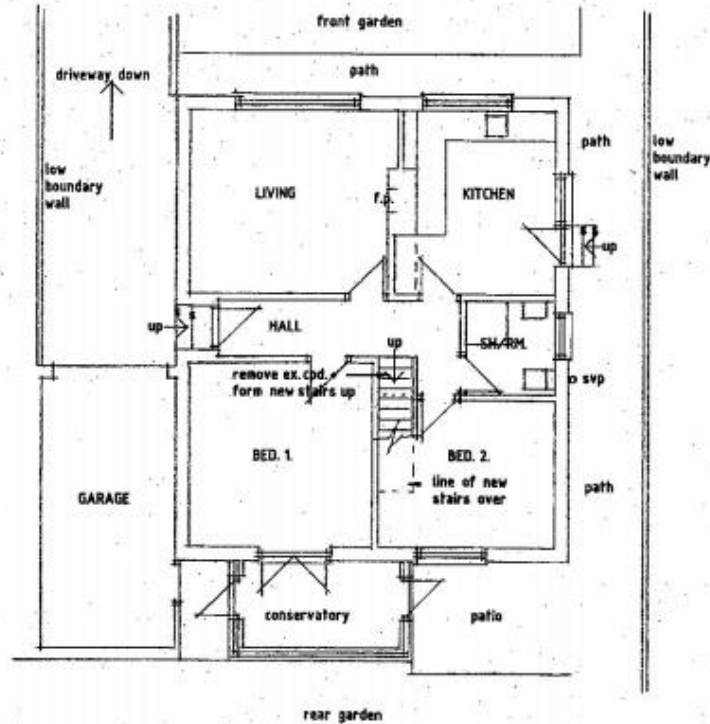 front garden
path
driveway down
low
boundary
wall
path
low
boundary
wall
LIVING
f.p.
KITCHEN
up
up
HALL
SH/RM.
up
remove ex.cpd. +
form new stairs up
svp
BED. 1.
BED. 2.
line of new
stairs over
GARAGE
path
conservatory
patio
rear garden